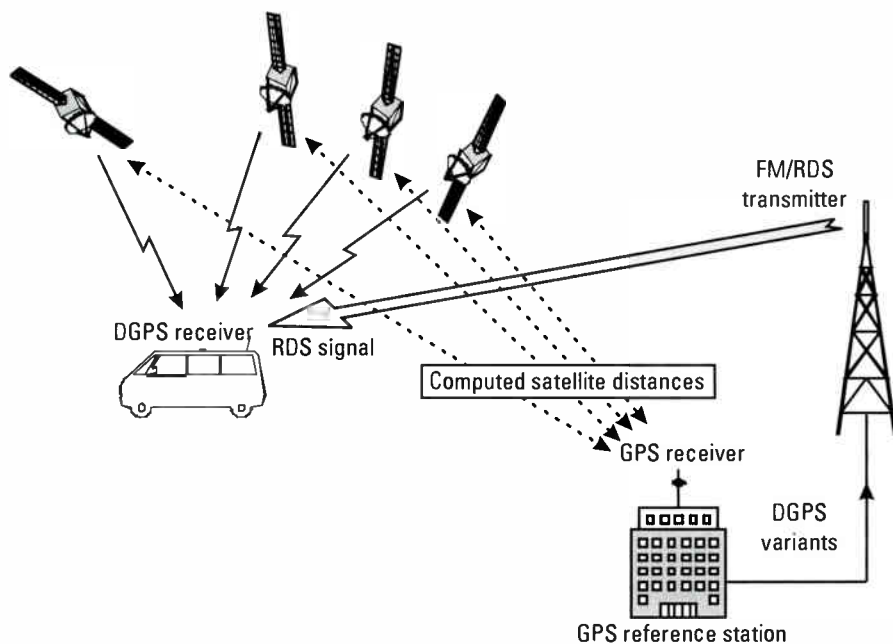 FM/RDS
transmitter
DGPS receiver
RDS signal
Computed satellite distances
GPS receiver
DGPS
variants
GPS reference station